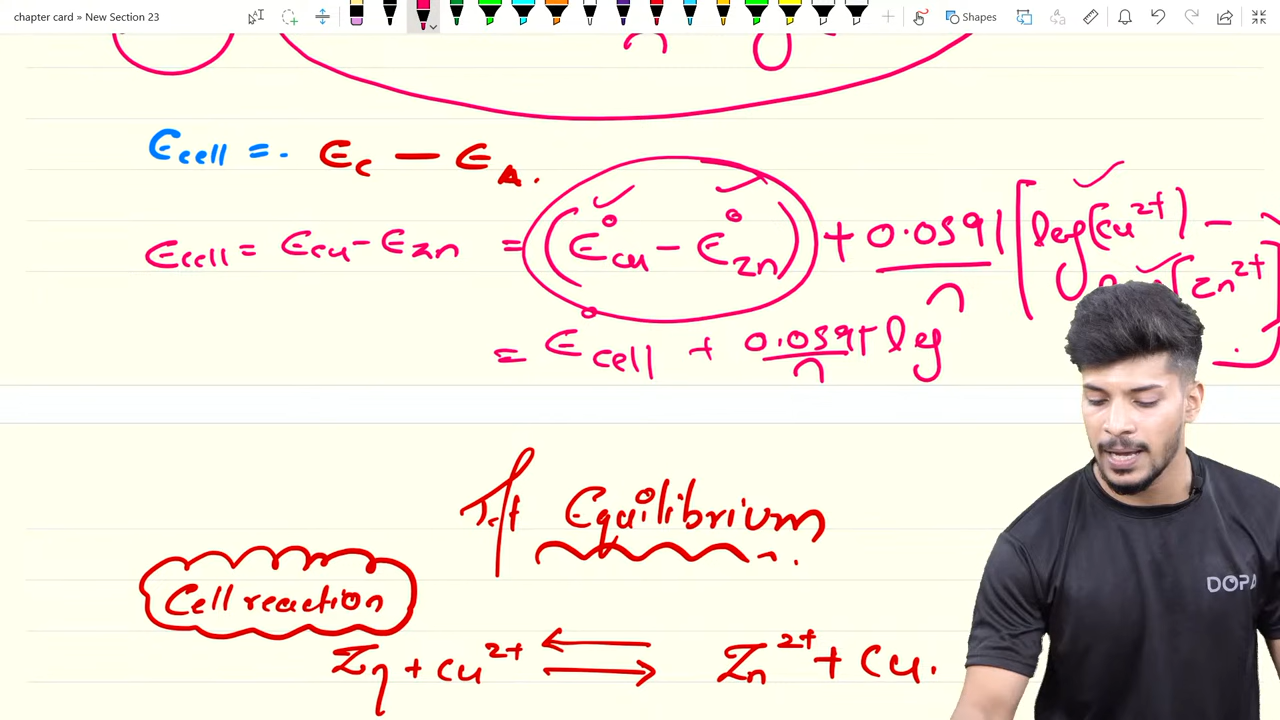 chapter card » New Section 23
Shapes
Ecell = . Ec — EA.
Ecell = Ecu - EZn = (E°cu - E°Zn) + 0.0591/n [log[Cu2+] -
Zn2+]
= E°cell + 0.0591/n log
At Equilibrium
Cell reaction
Zn + Cu2+ ⇌ Zn2+ + Cu.
DOPA